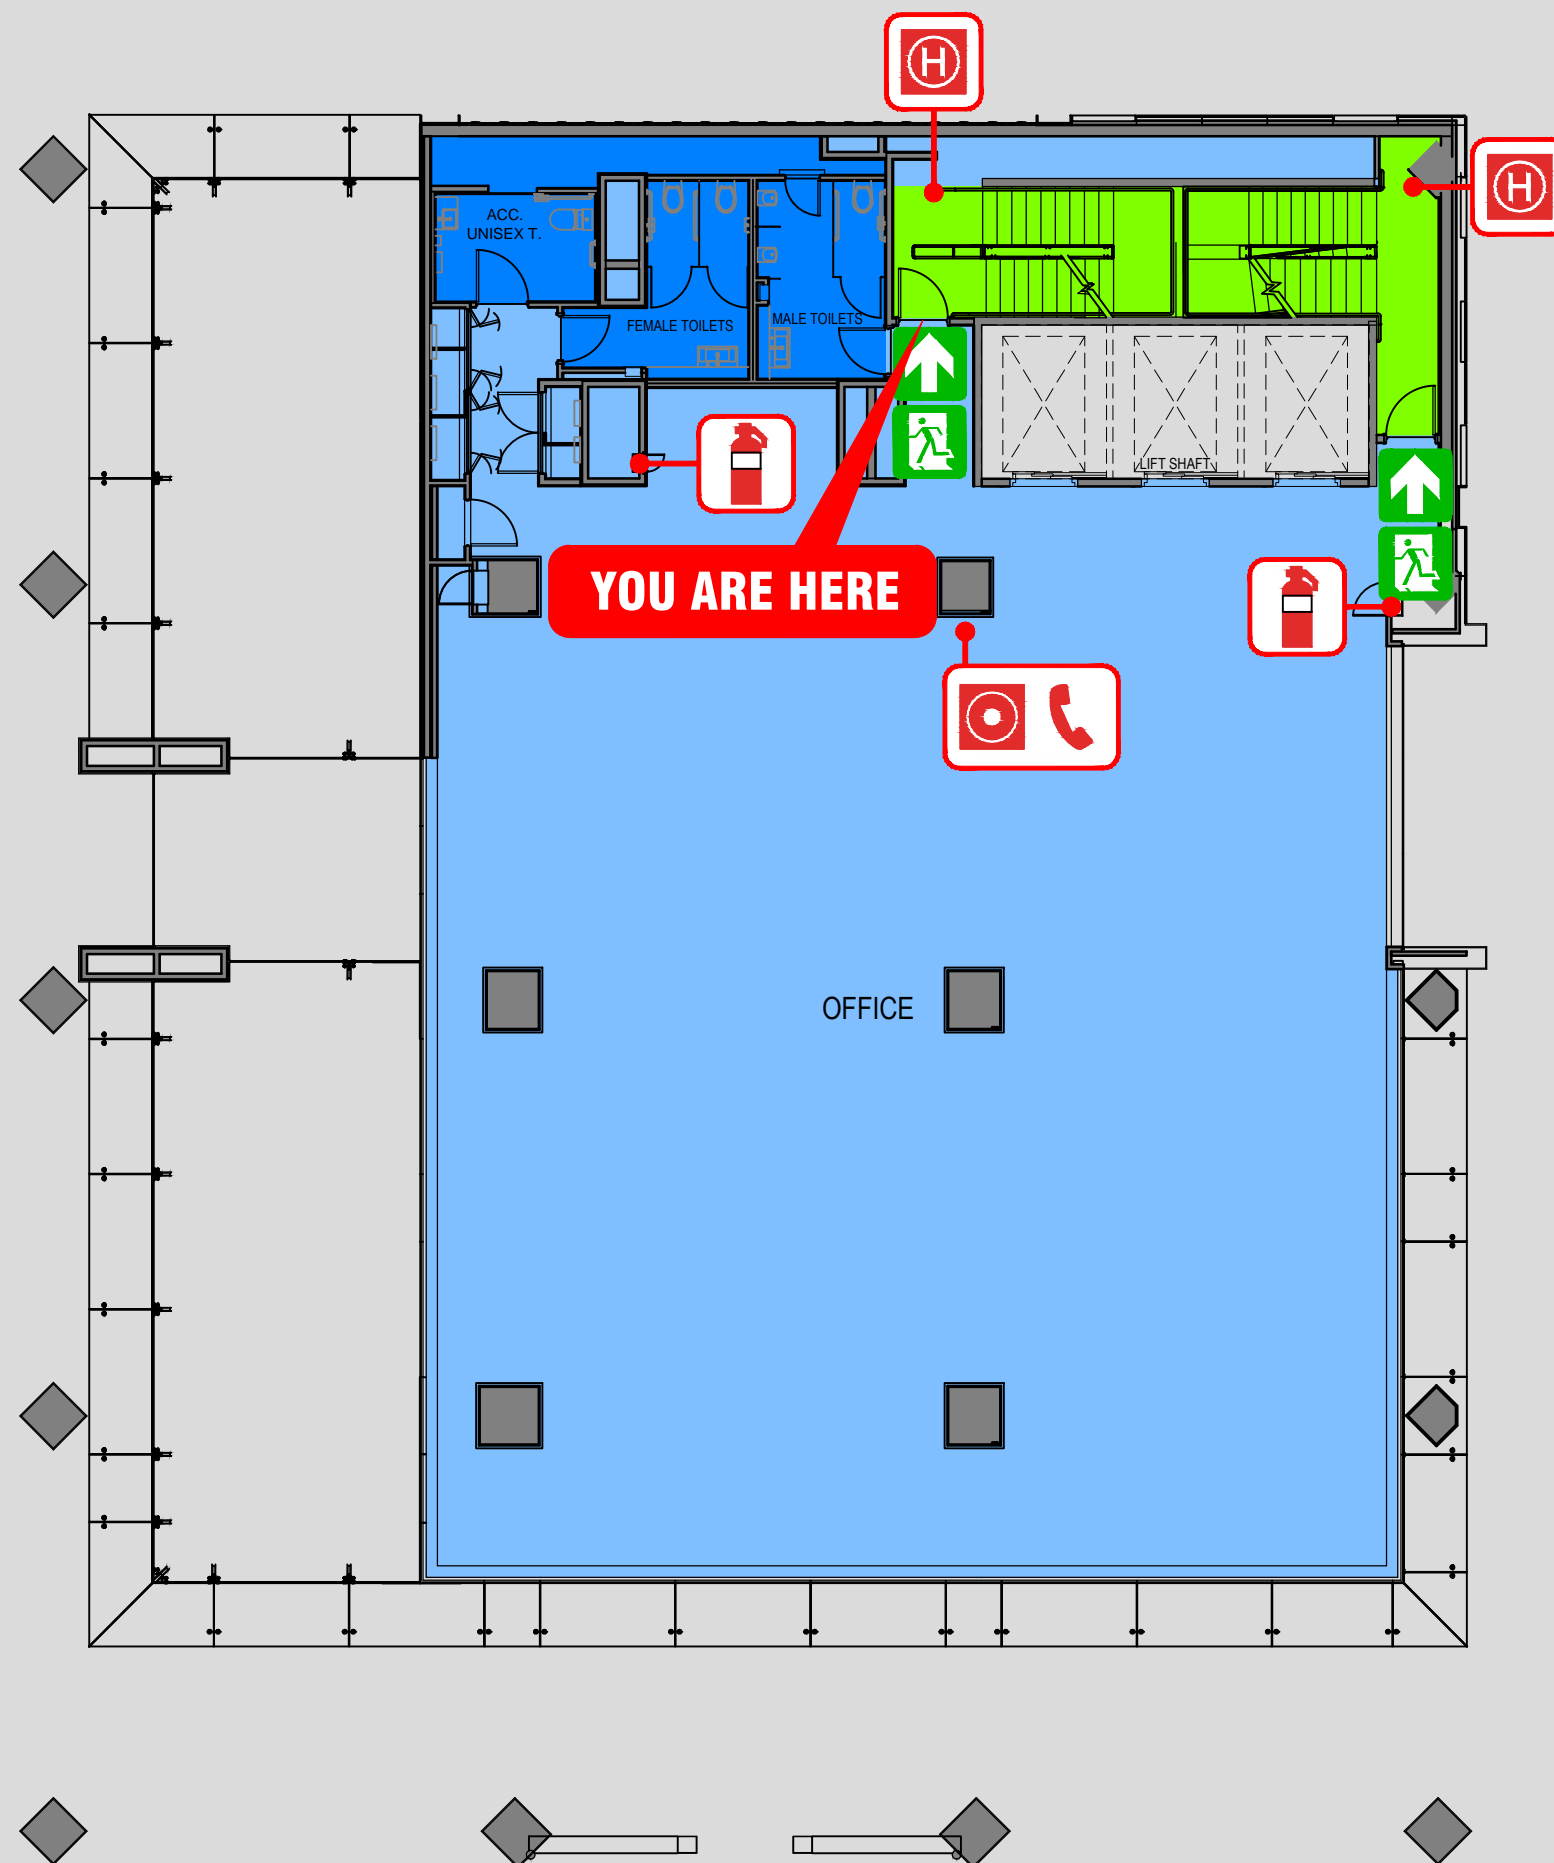 H
H
ACC.
UNISEX T.
FEMALE TOILETS
MALE TOILETS
LIFT SHAFT
YOU ARE HERE
OFFICE